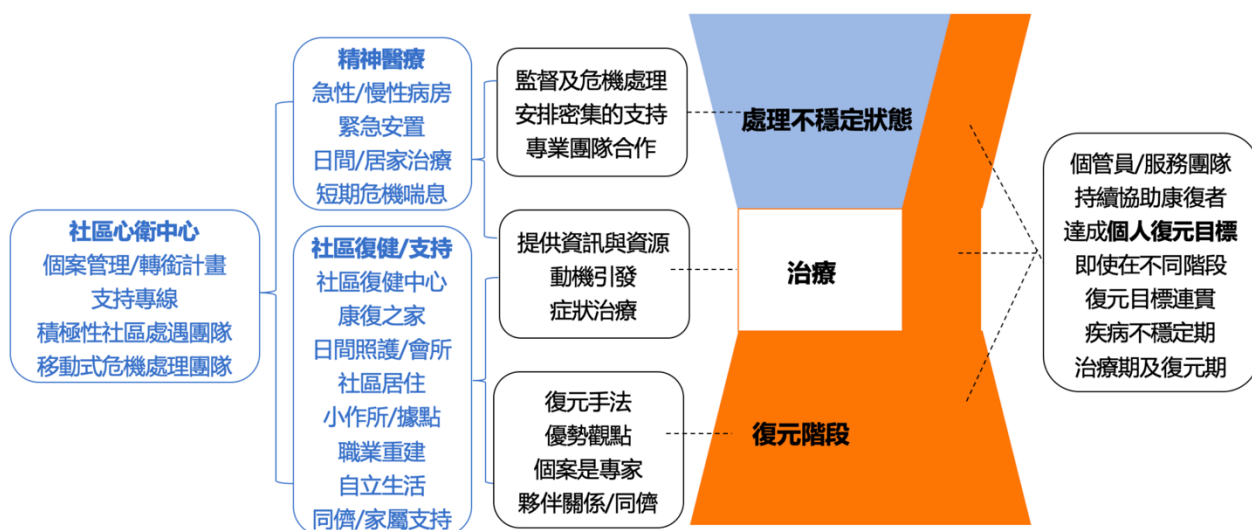 社區心衛中心
個案管理/轉銜計畫
支持專線
積極性社區處遇團隊
移動式危機處理團隊
精神醫療
急性/慢性病房
緊急安置
日間/居家治療
短期危機喘息
社區復健/支持
社區復健中心
康復之家
日間照護/會所
社區居住
小作所/據點
職業重建
自立生活
同儕/家屬支持
監督及危機處理
安排密集的支持
專業團隊合作
提供資訊與資源
動機引發
症狀治療
復元手法
優勢觀點
個案是專家
夥伴關係/同儕
處理不穩定狀態
治療
復元階段
個管員/服務團隊
持續協助康復者
達成個人復元目標
即使在不同階段
復元目標連貫
疾病不穩定期
治療期及復元期